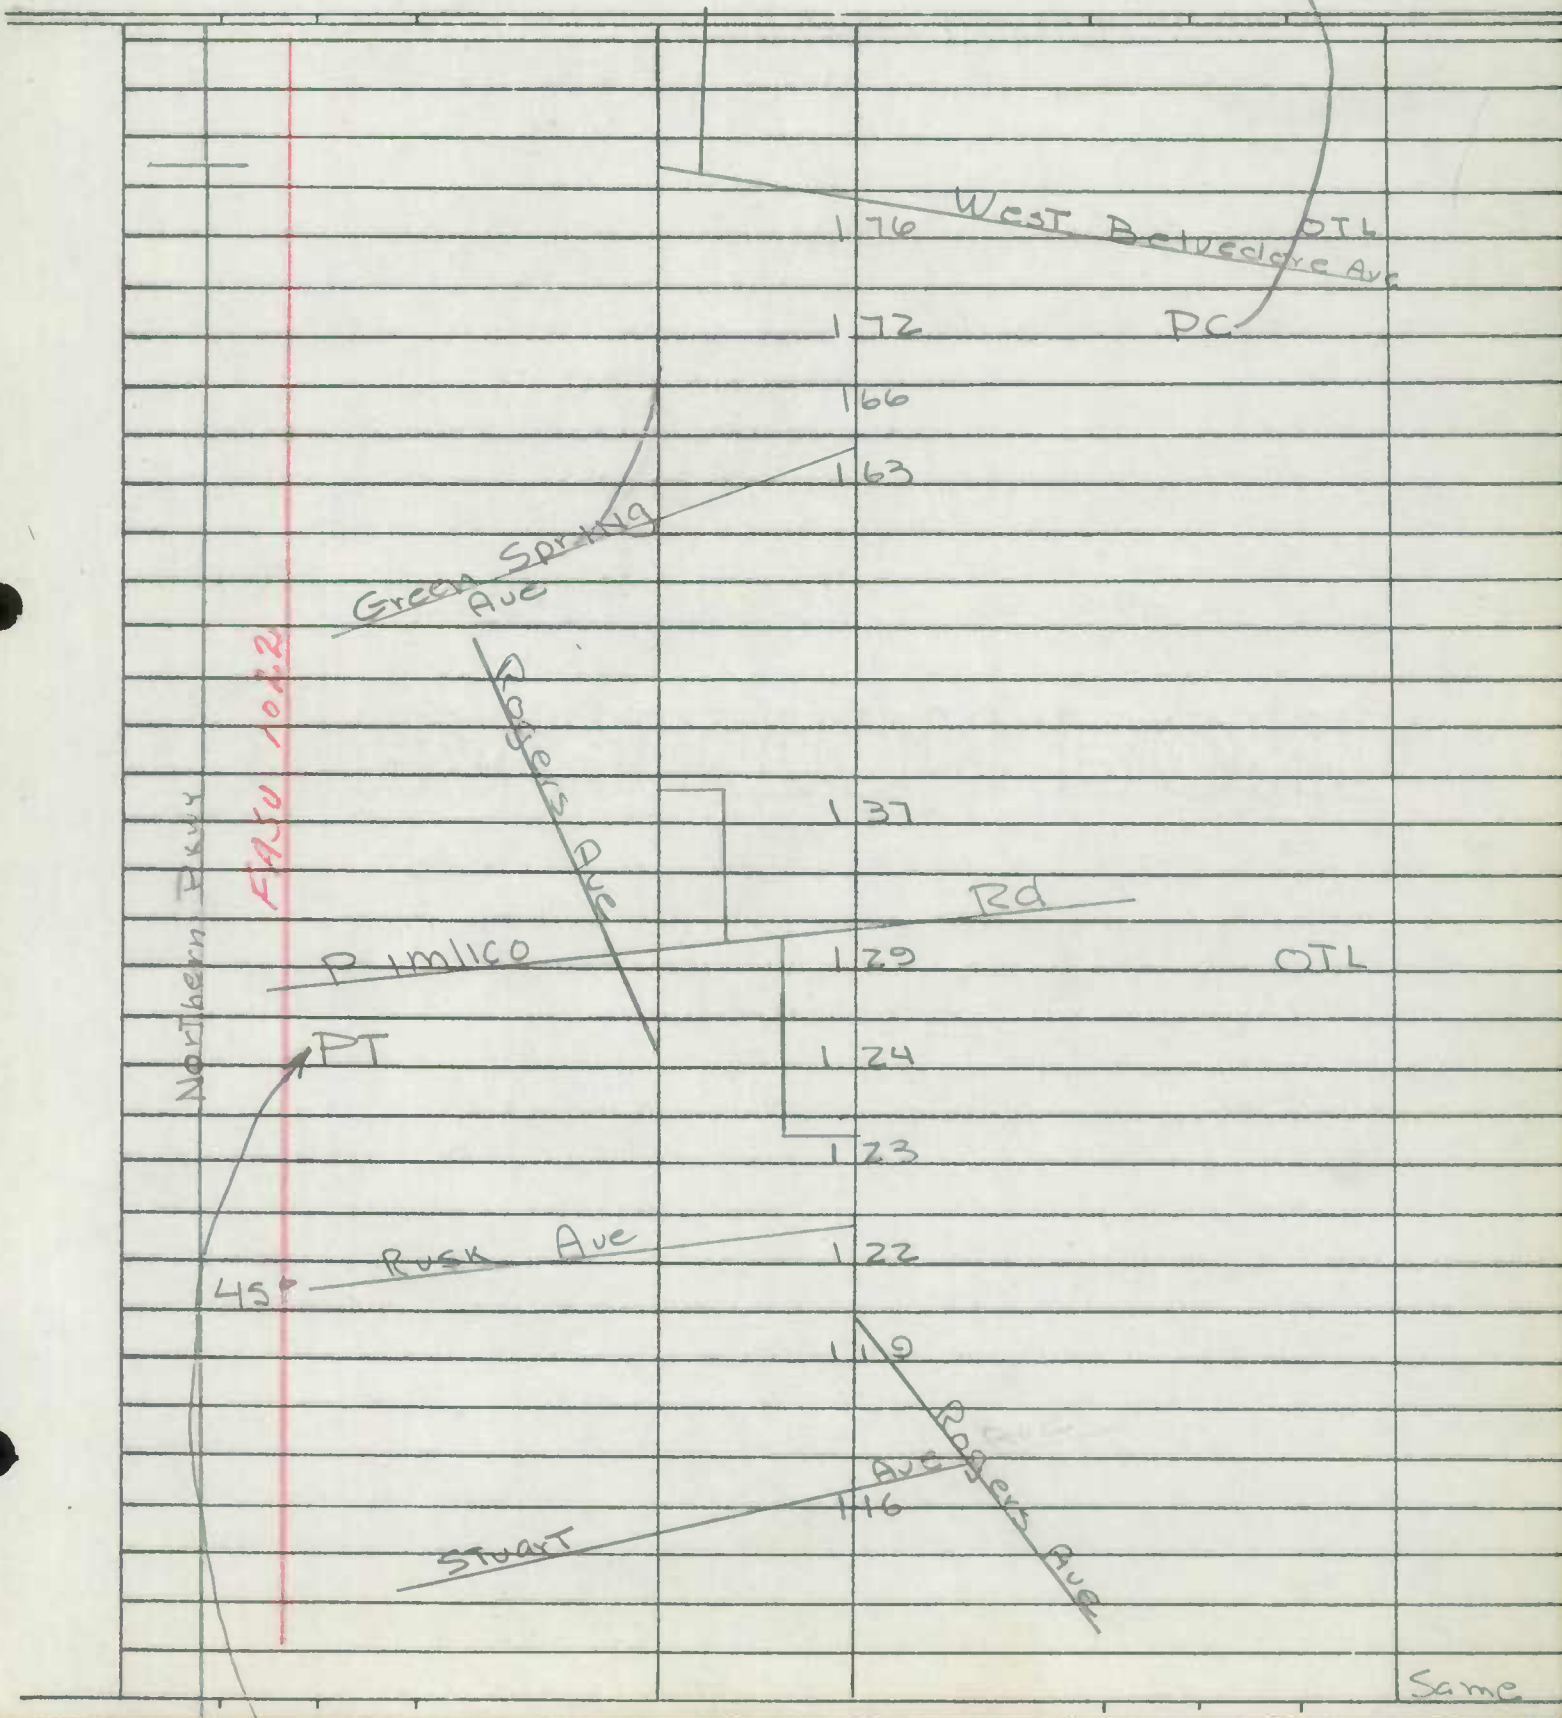 West Belvedere Ave
OTL
1 76
1 72
PC
1 66
1 63
Green Spring
Ave
Rogers Ave
1 37
Pimlico Rd
1 29
OTL
Northern Pkwy
PT
1 24
1 23
Rusk Ave
1 22
45°
1 19
Rogers Ave
Stuart Ave
1 16
Same